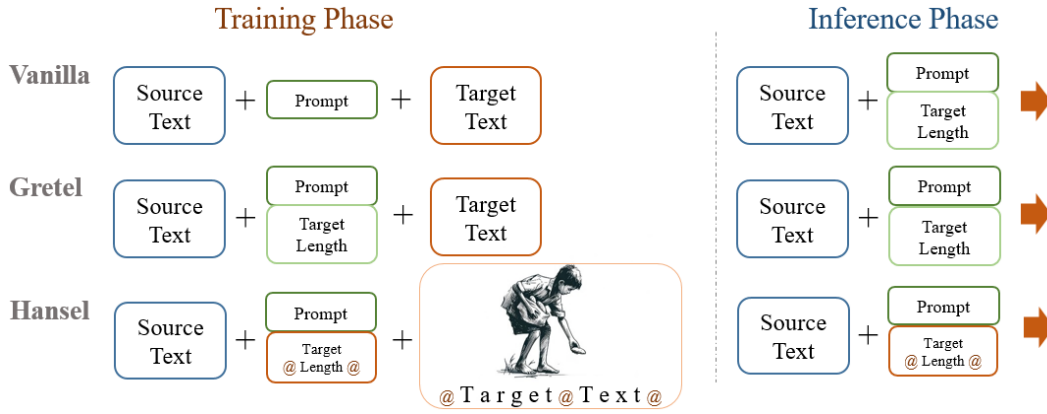 Training Phase
Inference Phase
Vanilla
Source
Text
+
Prompt
+
Target
Text
Source
Text
+
Prompt
Target
Length
Gretel
Source
Text
+
Prompt
Target
Length
+
Target
Text
Source
Text
+
Prompt
Target
Length
Hansel
Source
Text
+
Prompt
Target
@ Length @
+
@ T a r g e t @ T e x t @
Source
Text
+
Prompt
Target
@ Length @